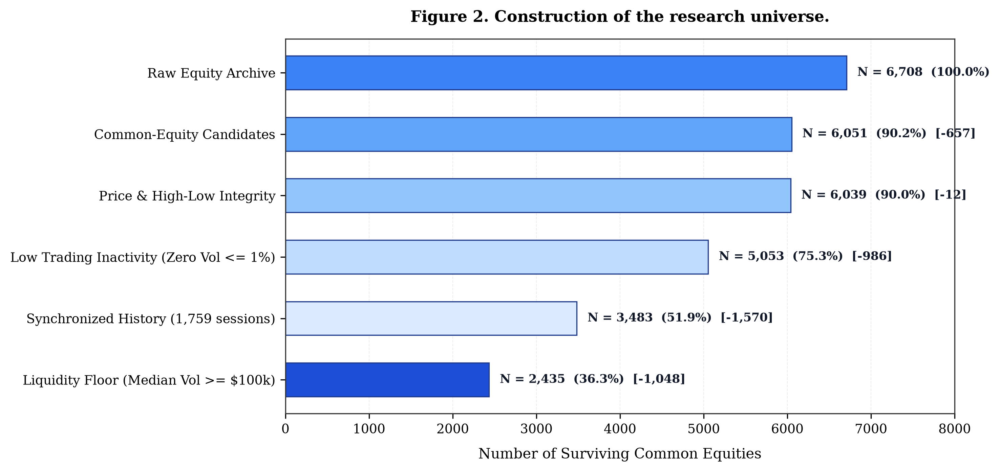 Figure 2. Construction of the research universe.
Raw Equity Archive
N = 6,708 (100.0%)
Common-Equity Candidates
N = 6,051 (90.2%) [-657]
Price & High-Low Integrity
N = 6,039 (90.0%) [-12]
Low Trading Inactivity (Zero Vol <= 1%)
N = 5,053 (75.3%) [-986]
Synchronized History (1,759 sessions)
N = 3,483 (51.9%) [-1,570]
Liquidity Floor (Median Vol >= $100k)
N = 2,435 (36.3%) [-1,048]
0 1000 2000 3000 4000 5000 6000 7000 8000
Number of Surviving Common Equities